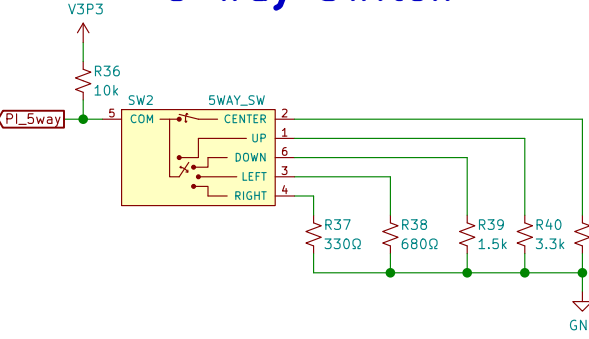 V3P3
R36
10k
SW2
5WAY_SW
PI_5way
5
COM
CENTER
2
UP
1
DOWN
6
LEFT
3
RIGHT
4
R37
330Ω
R38
680Ω
R39
1.5k
R40
3.3k